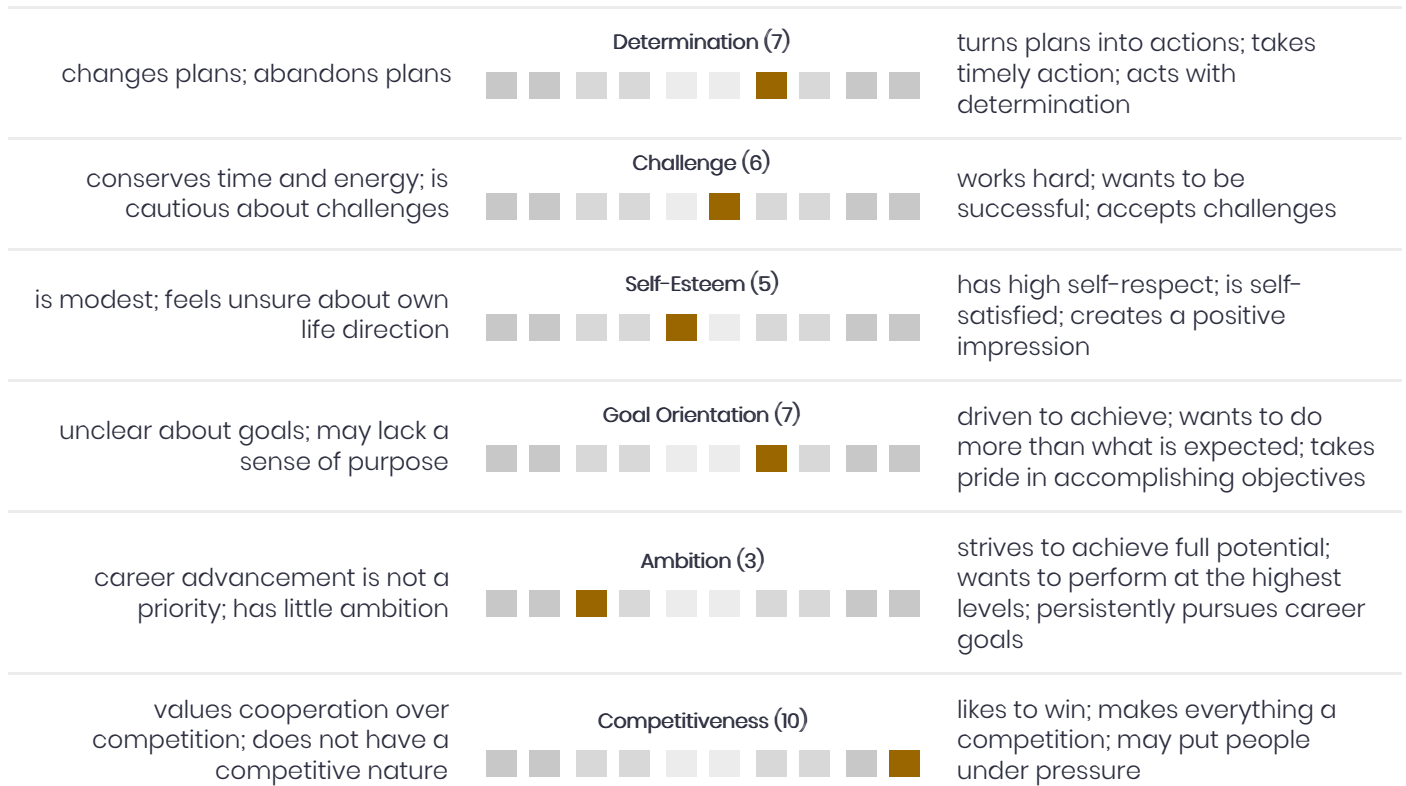 Determination (7)
changes plans; abandons plans
turns plans into actions; takes
timely action; acts with
determination
Challenge (6)
conserves time and energy; is
cautious about challenges
works hard; wants to be
successful; accepts challenges
Self-Esteem (5)
is modest; feels unsure about own
life direction
has high self-respect; is self-
satisfied; creates a positive
impression
Goal Orientation (7)
unclear about goals; may lack a
sense of purpose
driven to achieve; wants to do
more than what is expected; takes
pride in accomplishing objectives
Ambition (3)
career advancement is not a
priority; has little ambition
strives to achieve full potential;
wants to perform at the highest
levels; persistently pursues career
goals
Competitiveness (10)
values cooperation over
competition; does not have a
competitive nature
likes to win; makes everything a
competition; may put people
under pressure